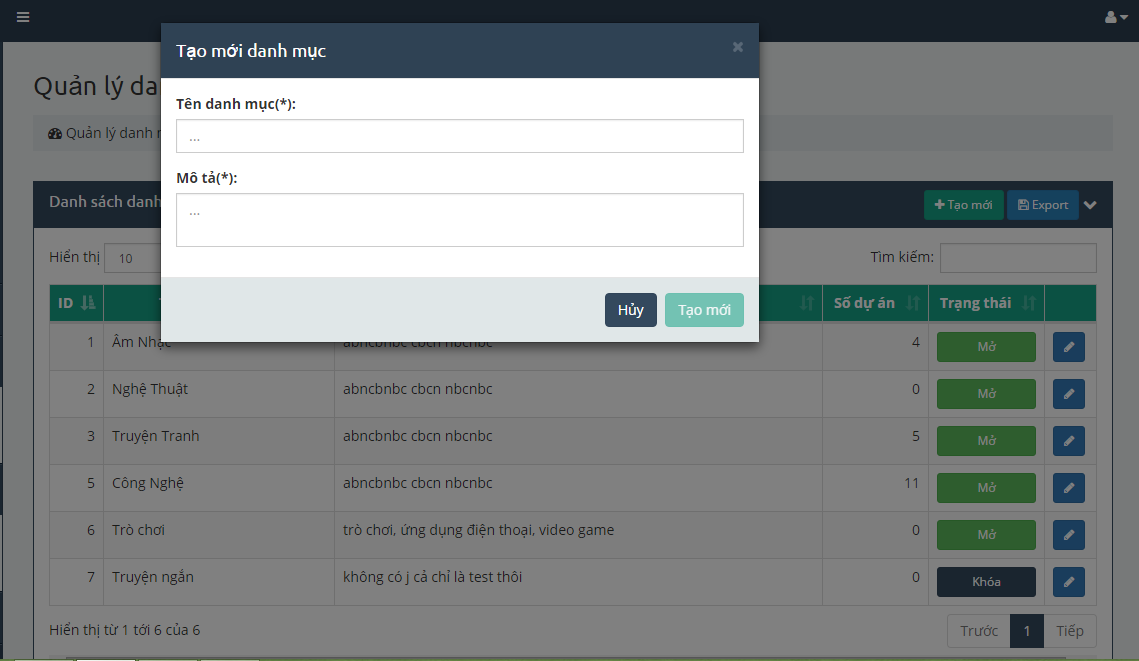 Tạo mới danh mục
Quản lý da
Tên danh mục(*):
...
Quản lý danh
Mô tả(*):
...
Danh sách danh
Tạo mới Export
Hiển thị 10
Tìm kiếm:
Hủy Tạo mới
ID Số dự án Trạng thái
1 Âm Nhạc abncbnbc cbcn nbcnbc 4 Mở
2 Nghệ Thuật abncbnbc cbcn nbcnbc 0 Mở
3 Truyện Tranh abncbnbc cbcn nbcnbc 5 Mở
5 Công Nghệ abncbnbc cbcn nbcnbc 11 Mở
6 Trò chơi trò chơi, ứng dụng điện thoại, video game 0 Mở
7 Truyện ngắn không có j cả chỉ là test thôi 0 Khóa
Hiển thị từ 1 tới 6 của 6
Trước 1 Tiếp